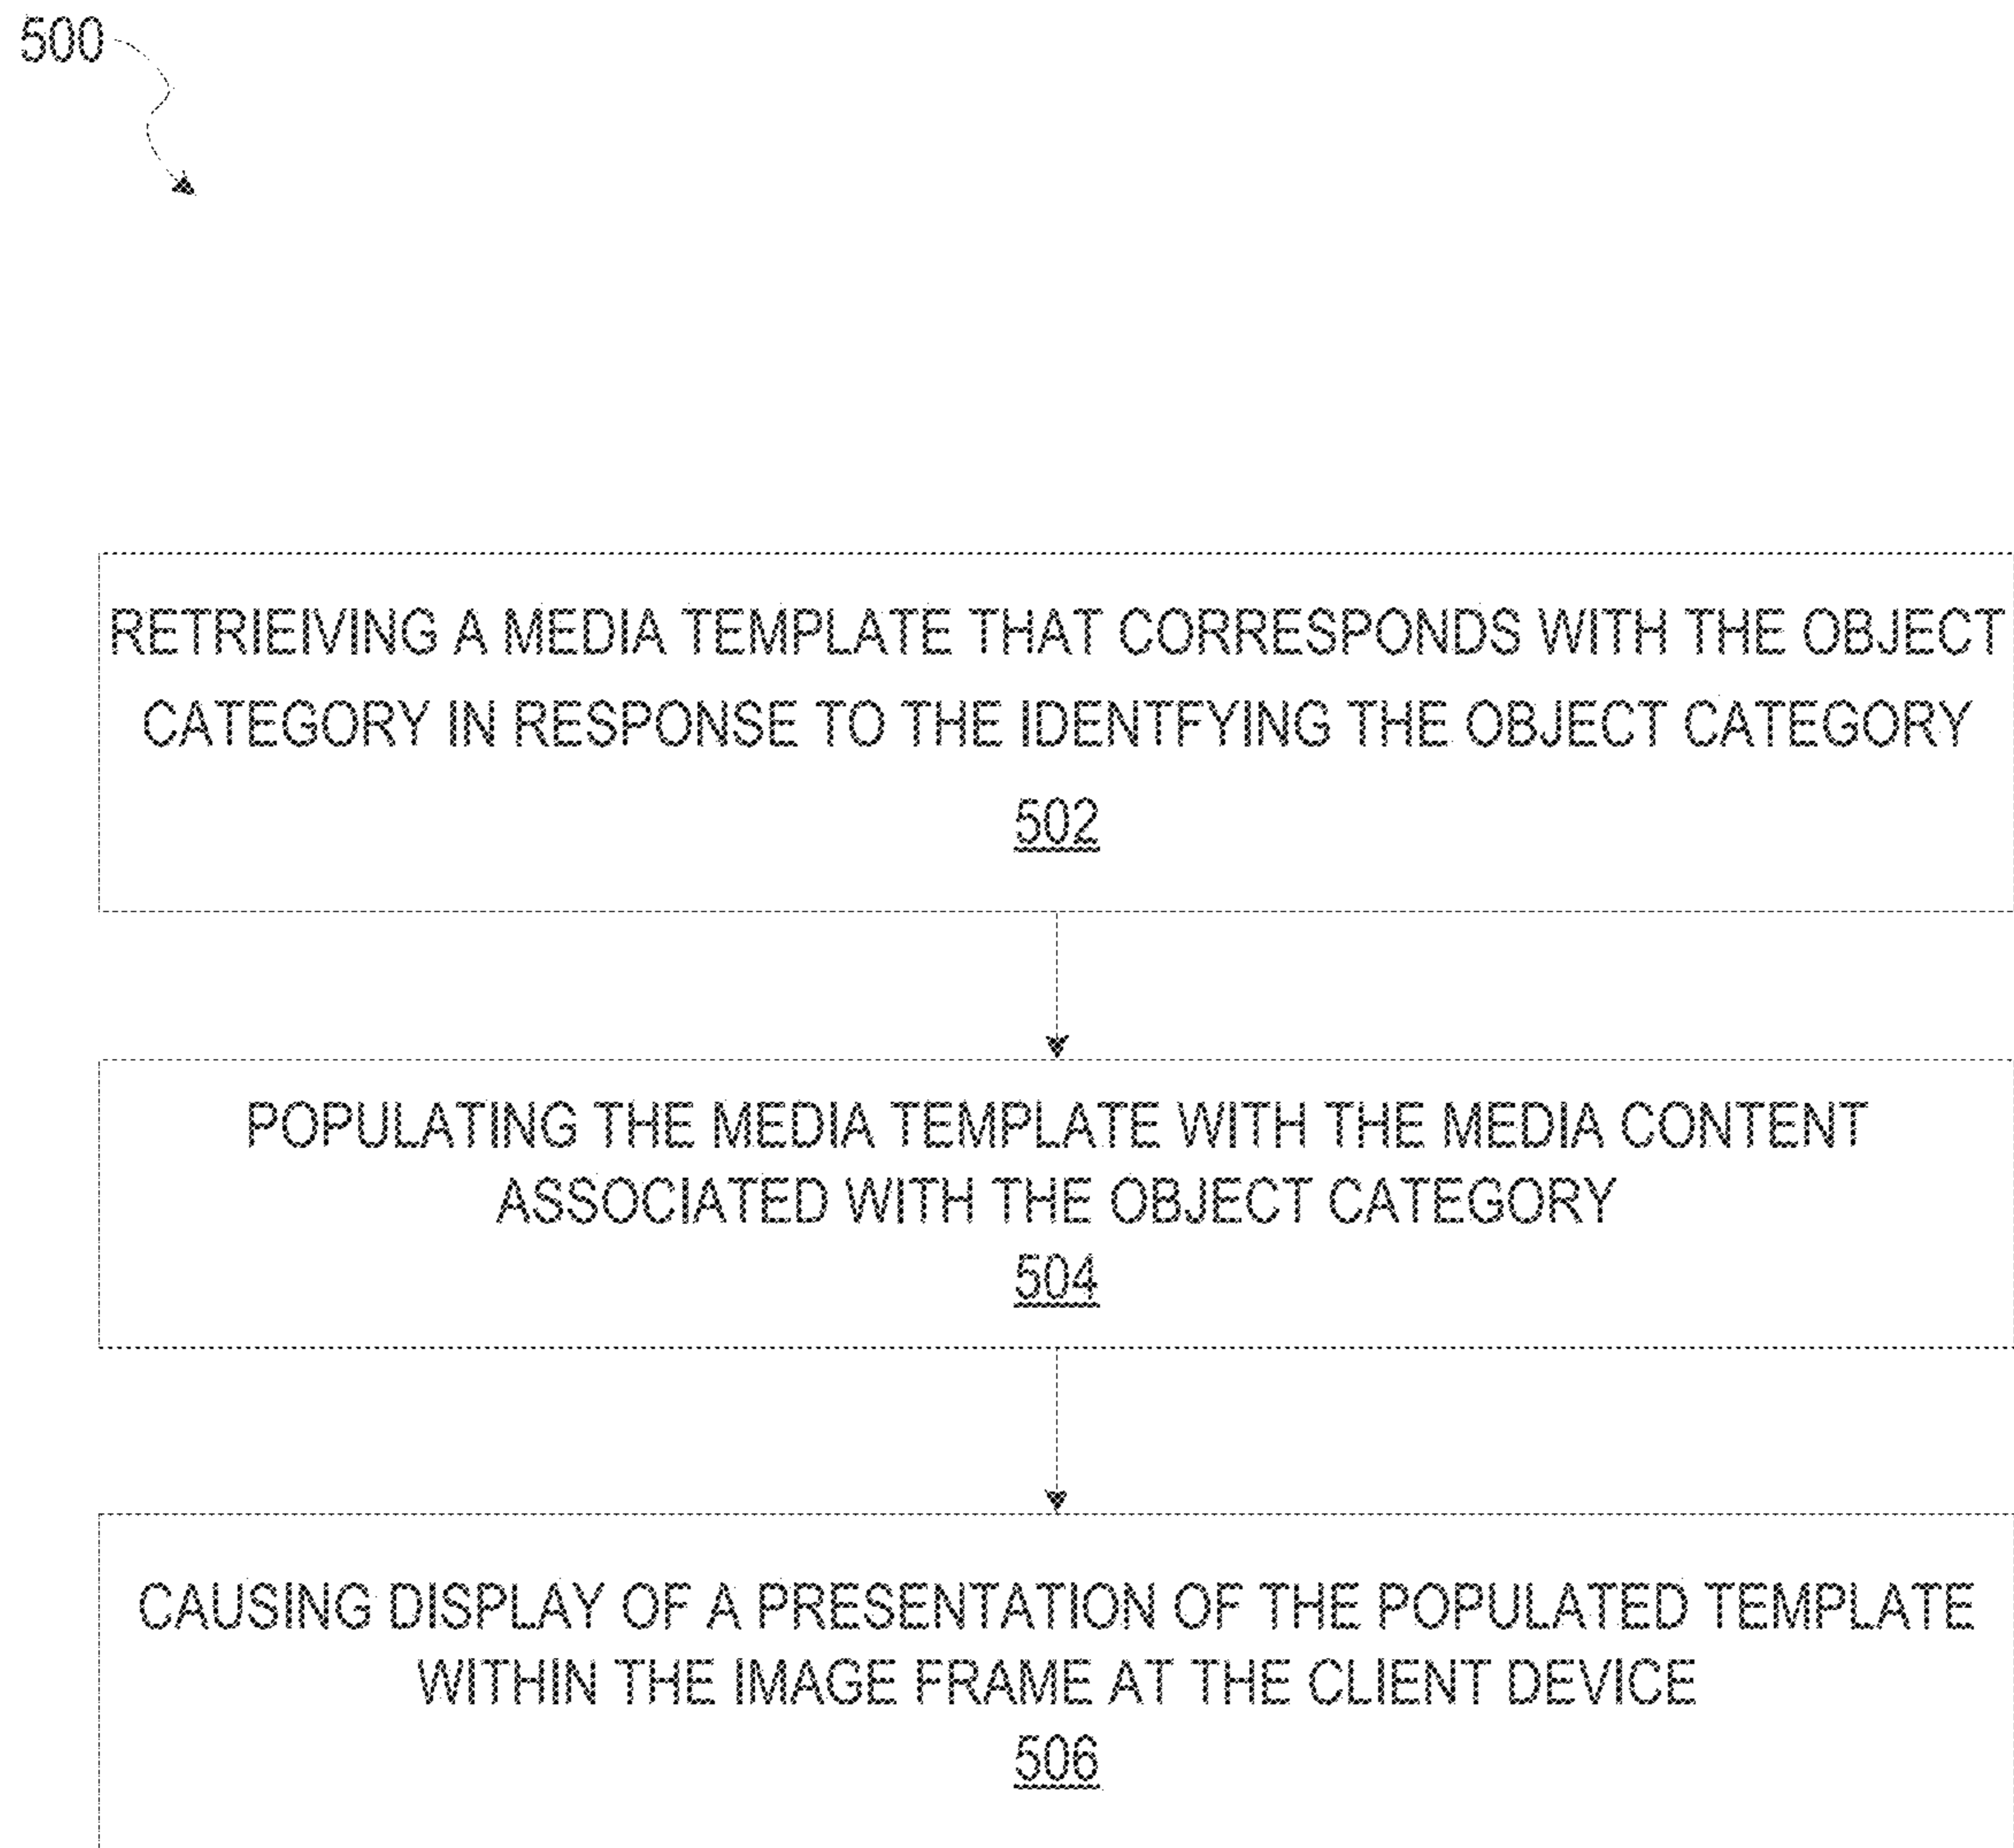 500
RETRIEIVING A MEDIA TEMPLATE THAT CORRESPONDS WITH THE OBJECT
CATEGORY IN RESPONSE TO THE IDENTFYING THE OBJECT CATEGORY
502
POPULATING THE MEDIA TEMPLATE WITH THE MEDIA CONTENT
ASSOCIATED WITH THE OBJECT CATEGORY
504
CAUSING DISPLAY OF A PRESENTATION OF THE POPULATED TEMPLATE
WITHIN THE IMAGE FRAME AT THE CLIENT DEVICE
506